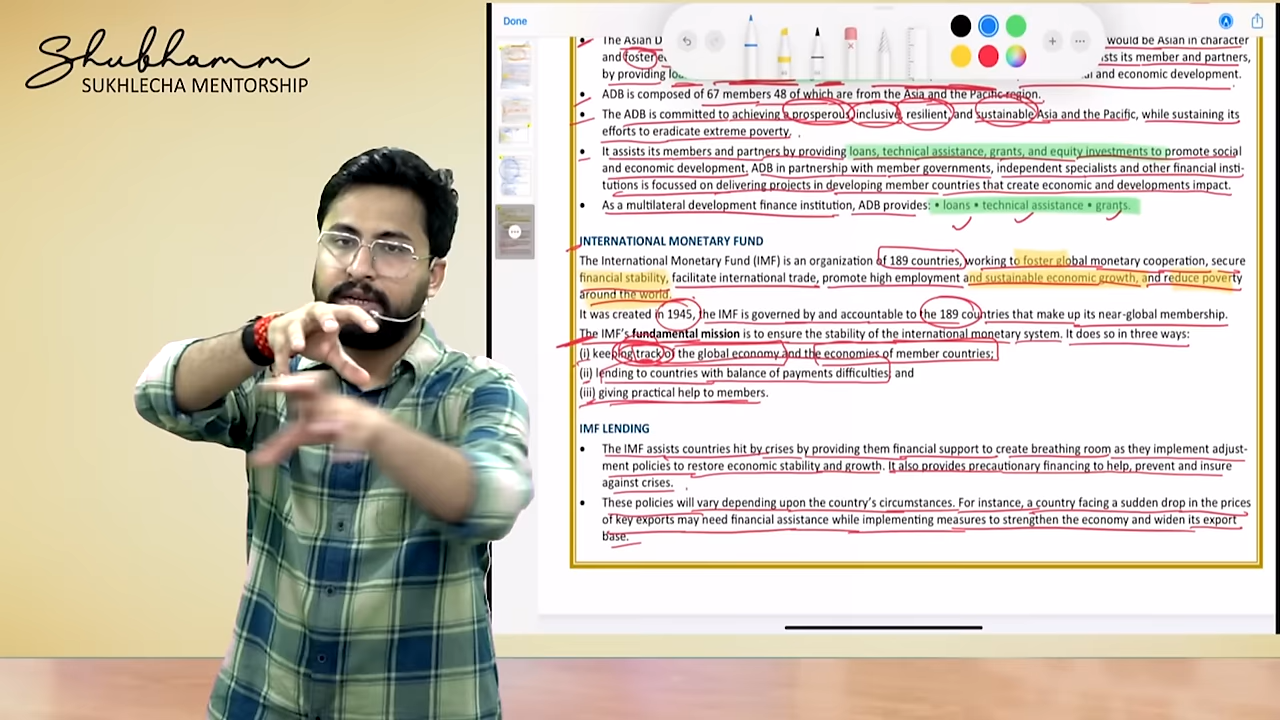 Shubhamm
SUKHLECHA MENTORSHIP
Done
• The Asian D
would be Asian in character
and foster e
ists its member and partners,
by providing loa
al and economic development.
• ADB is composed of 67 members 48 of which are from the Asia and the Pacific region.
• The ADB is committed to achieving a prosperous, inclusive, resilient, and sustainable Asia and the Pacific, while sustaining its
efforts to eradicate extreme poverty.
• It assists its members and partners by providing loans, technical assistance, grants, and equity investments to promote social
and economic development. ADB in partnership with member governments, independent specialists and other financial insti-
tutions is focussed on delivering projects in developing member countries that create economic and developments impact.
• As a multilateral development finance institution, ADB provides: • loans • technical assistance • grants.
INTERNATIONAL MONETARY FUND
The International Monetary Fund (IMF) is an organization of 189 countries, working to foster global monetary cooperation, secure
financial stability, facilitate international trade, promote high employment and sustainable economic growth, and reduce poverty
around the world.
It was created in 1945, the IMF is governed by and accountable to the 189 countries that make up its near-global membership.
The IMF's fundamental mission is to ensure the stability of the international monetary system. It does so in three ways:
(i) keeping track of the global economy and the economies of member countries;
(ii) lending to countries with balance of payments difficulties, and
(iii) giving practical help to members.
IMF LENDING
• The IMF assists countries hit by crises by providing them financial support to create breathing room as they implement adjust-
ment policies to restore economic stability and growth. It also provides precautionary financing to help, prevent and insure
against crises.
• These policies will vary depending upon the country's circumstances. For instance, a country facing a sudden drop in the prices
of key exports may need financial assistance while implementing measures to strengthen the economy and widen its export
base.